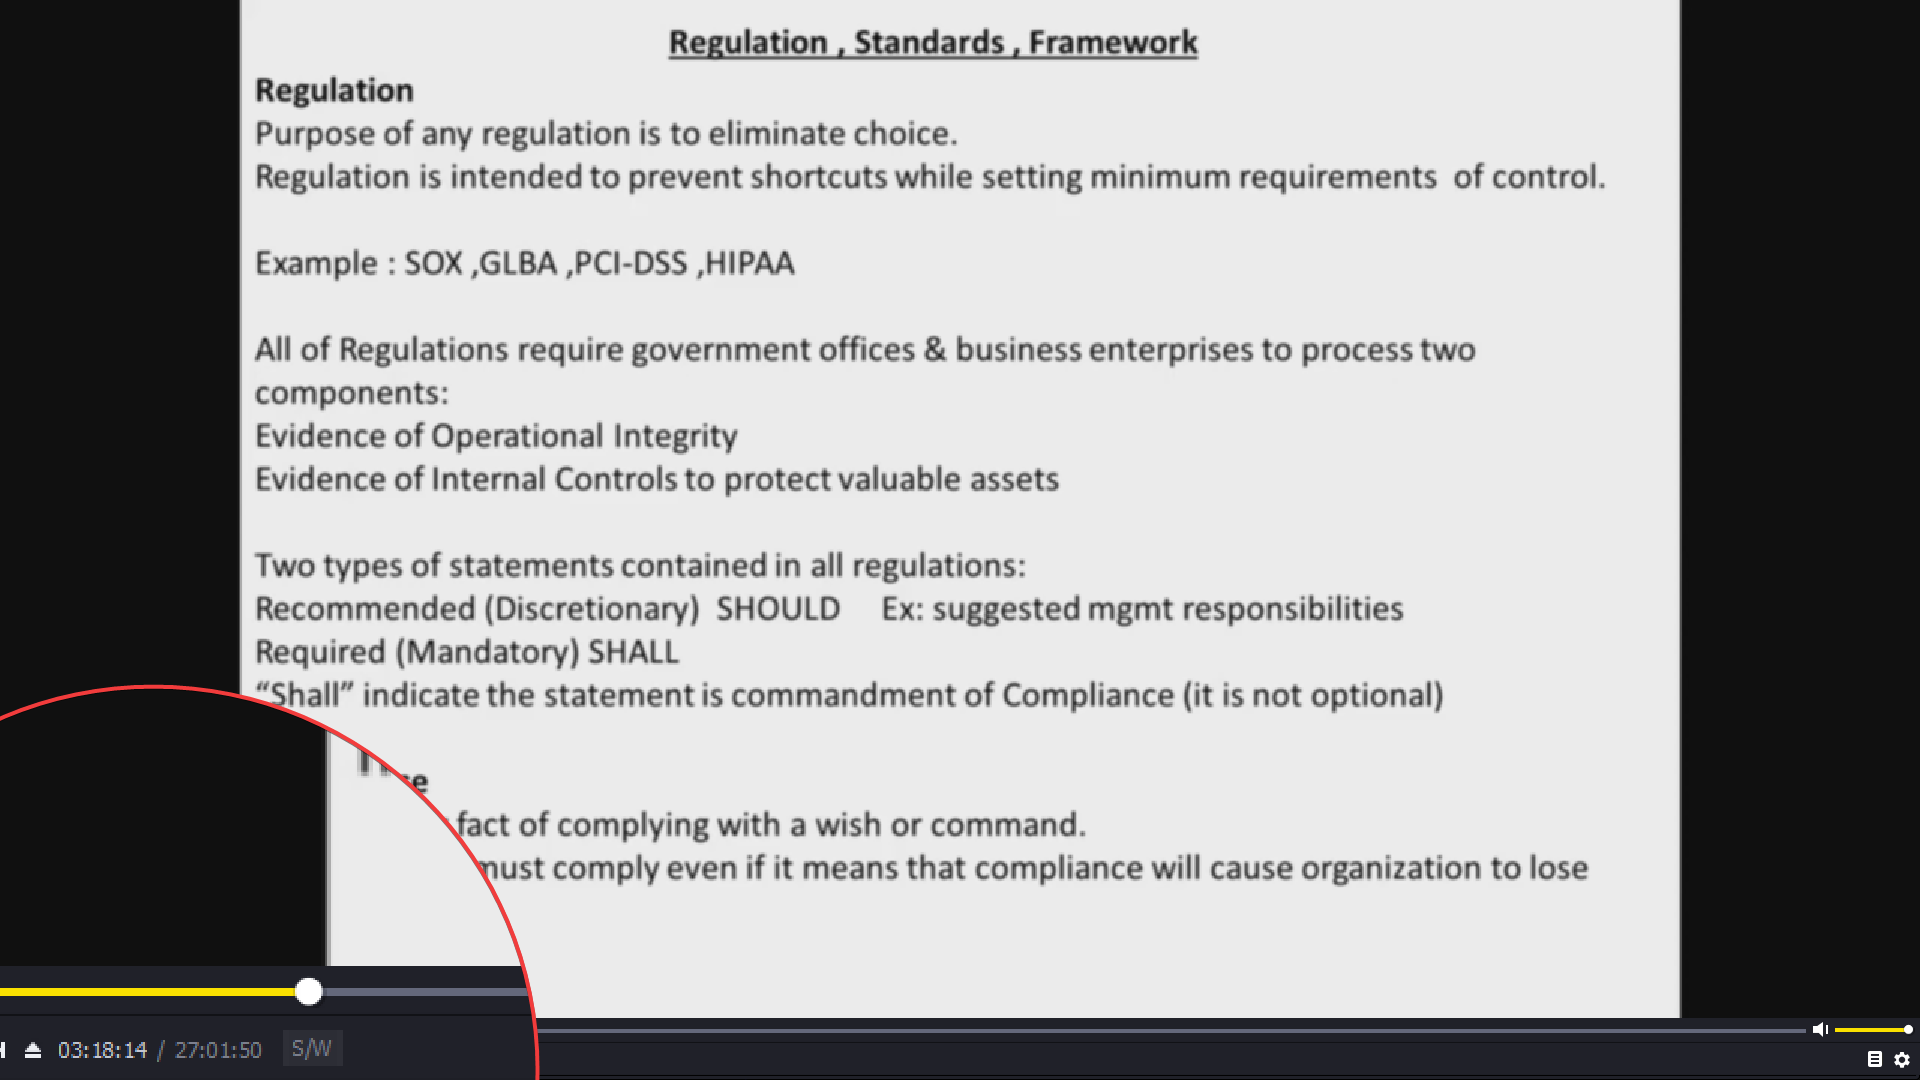 Regulation , Standards , Framework
Regulation
Purpose of any regulation is to eliminate choice.
Regulation is intended to prevent shortcuts while setting minimum requirements of control.
Example : SOX ,GLBA ,PCI-DSS ,HIPAA
All of Regulations require government offices & business enterprises to process two
components:
Evidence of Operational Integrity
Evidence of Internal Controls to protect valuable assets
Two types of statements contained in all regulations:
Recommended (Discretionary) SHOULD Ex: suggested mgmt responsibilities
Required (Mandatory) SHALL
“Shall” indicate the statement is commandment of Compliance (it is not optional)
fact of complying with a wish or command.
must comply even if it means that compliance will cause organization to lose
03:18:14 / 27:01:50 S/W